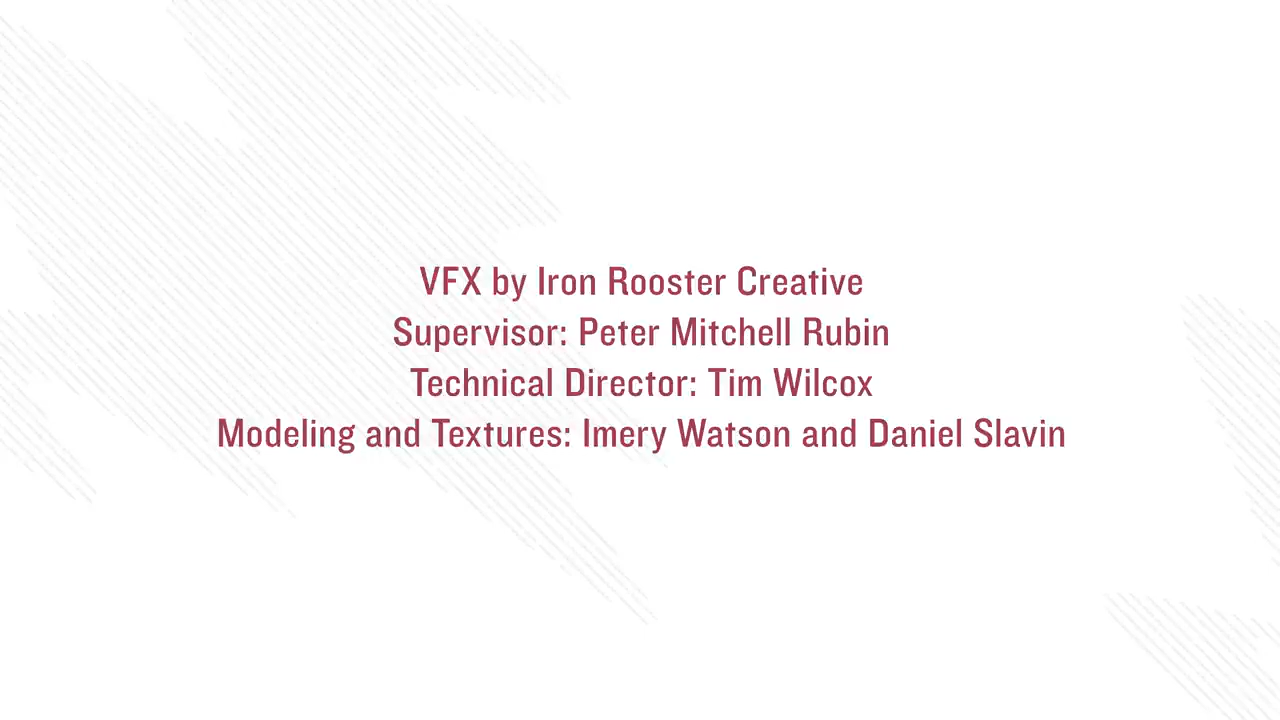 VFX by Iron Rooster Creative
Supervisor: Peter Mitchell Rubin
Technical Director: Tim Wilcox
Modeling and Textures: Imery Watson and Daniel Slavin